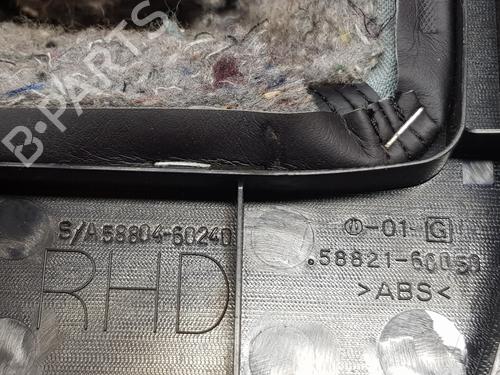 B-PARTS
S/A 58804-60240
RHD
-01- G
58821-60050
>ABS<